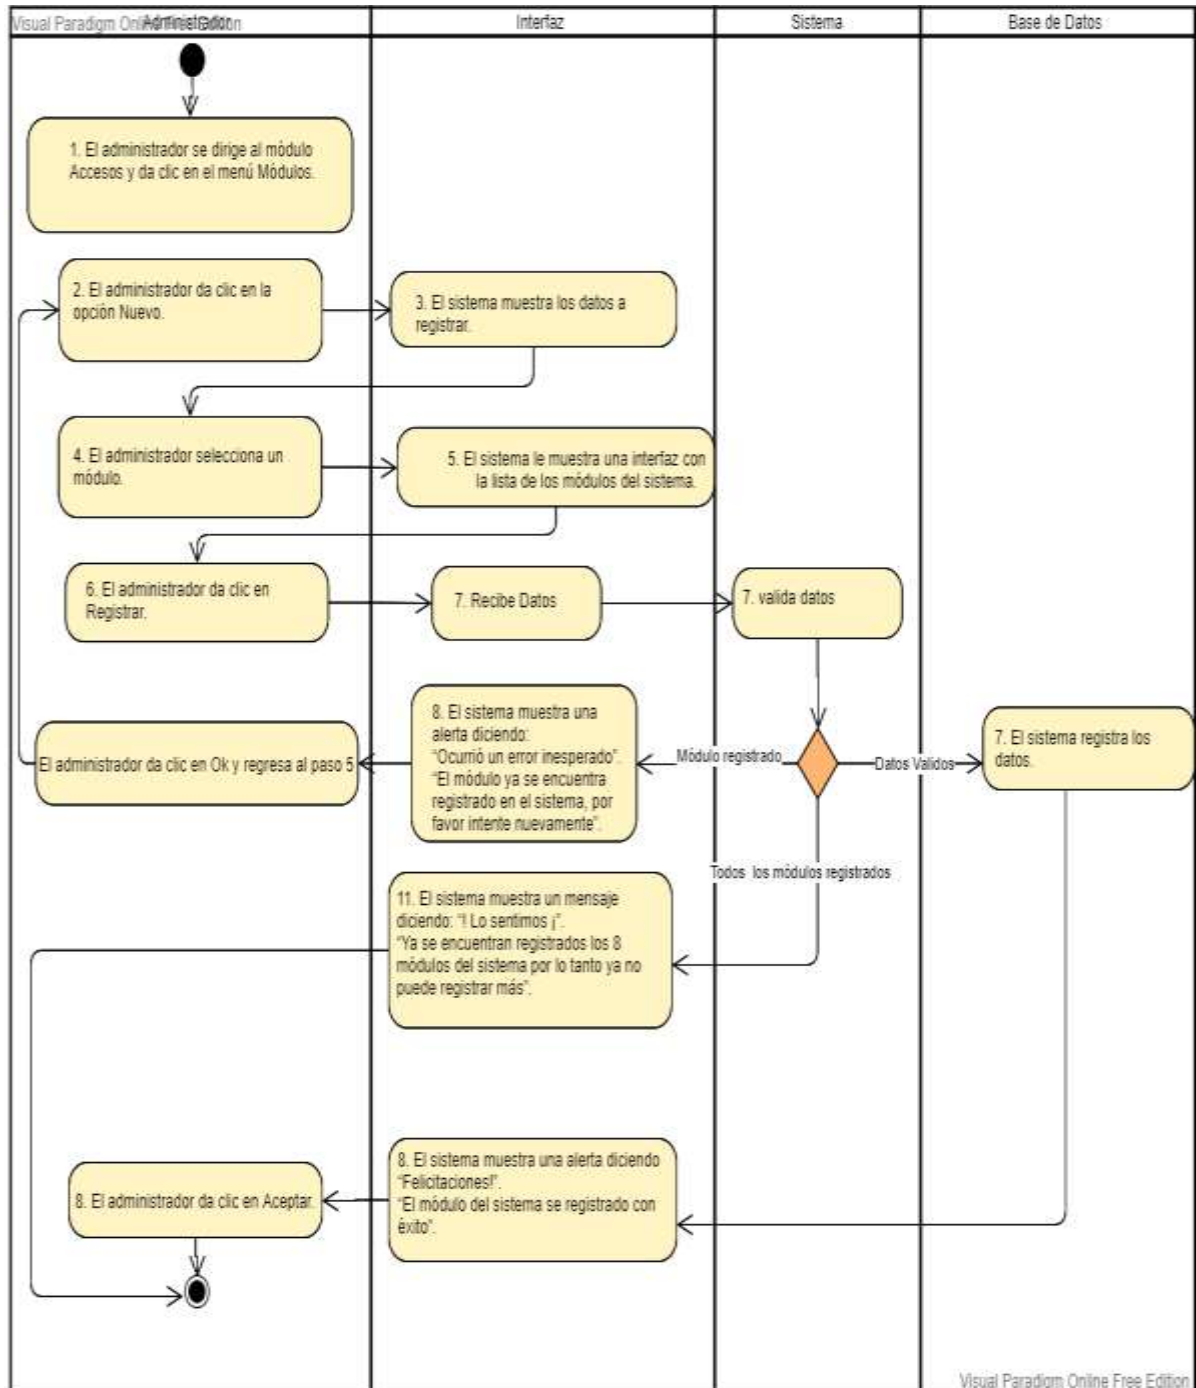 Visual Paradigm Online Free Edition
Administrador
Interfaz
Sistema
Base de Datos
1. El administrador se dirige al módulo
Accesos y da clic en el menú Módulos.
2. El administrador da clic en la
opción Nuevo.
3. El sistema muestra los datos a
registrar.
4. El administrador selecciona un
módulo.
5. El sistema le muestra una interfaz con
la lista de los módulos del sistema.
6. El administrador da clic en
Registrar.
7. Recibe Datos
7. valida datos
El administrador da clic en Ok y regresa al paso 5
8. El sistema muestra una
alerta diciendo:
“Ocurrió un error inesperado”.
“El módulo ya se encuentra
registrado en el sistema, por
favor intente nuevamente”.
Módulo registrado
Datos Validos
7. El sistema registra los
datos.
Todos los módulos registrados
11. El sistema muestra un mensaje
diciendo: “! Lo sentimos ¡”.
“Ya se encuentran registrados los 8
módulos del sistema por lo tanto ya no
puede registrar más”.
8. El administrador da clic en Aceptar.
8. El sistema muestra una alerta diciendo
“Felicitaciones!”.
“El módulo del sistema se registrado con
éxito”.
Visual Paradigm Online Free Edition